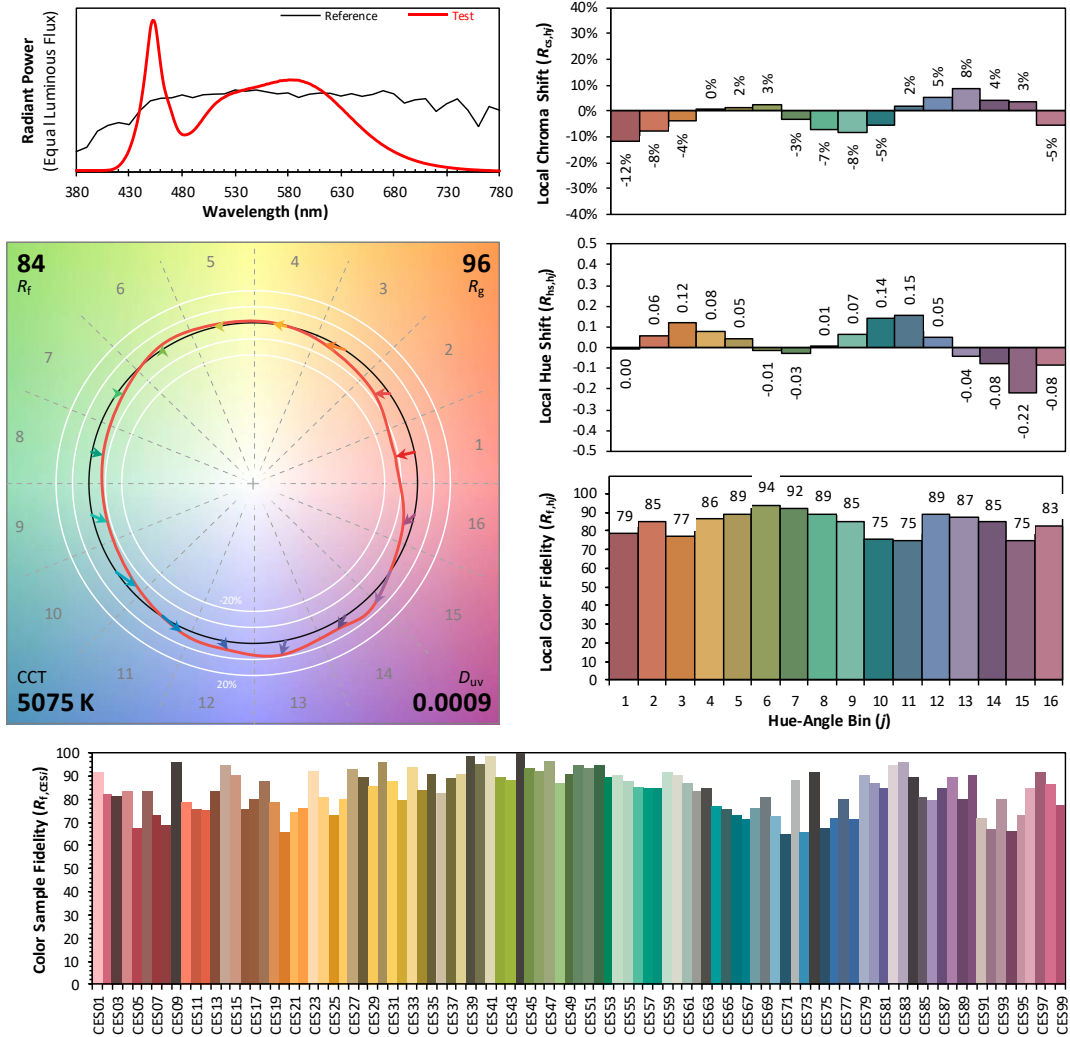 Radiant Power
(Equal Luminous Flux)
Reference
Test
380 430 480 530 580 630 680 730 780
Wavelength (nm)
Local Chroma Shift (Rcs,hj)
40%
30%
20%
10%
0%
-10%
-20%
-30%
-40%
-12% -8% -4% 0% 2% 3% -3% -7% -8% -5% 2% 5% 8% 4% 3% -5%
84
Rf
96
Rg
5 4
6 3
7 2
8 1
9 16
10 15
11 14
12 13
-20%
20%
CCT
5075 K
Duv
0.0009
Local Hue Shift (Rhs,hj)
0.5
0.4
0.3
0.2
0.1
0.0
-0.1
-0.2
-0.3
-0.4
-0.5
0.00 0.06 0.12 0.08 0.05 -0.01 -0.03 0.01 0.07 0.14 0.15 0.05 -0.04 -0.08 -0.22 -0.08
Local Color Fidelity (Rf,hj)
100
90
80
70
60
50
40
30
20
10
0
79 85 77 86 89 94 92 89 85 75 75 89 87 85 75 83
1 2 3 4 5 6 7 8 9 10 11 12 13 14 15 16
Hue-Angle Bin (j)
Color Sample Fidelity (Rf,CESi)
100
90
80
70
60
50
40
30
20
10
0
CES01 CES03 CES05 CES07 CES09 CES11 CES13 CES15 CES17 CES19 CES21 CES23 CES25 CES27 CES29 CES31 CES33 CES35 CES37 CES39 CES41 CES43 CES45 CES47 CES49 CES51 CES53 CES55 CES57 CES59 CES61 CES63 CES65 CES67 CES69 CES71 CES73 CES75 CES77 CES79 CES81 CES83 CES85 CES87 CES89 CES91 CES93 CES95 CES97 CES99